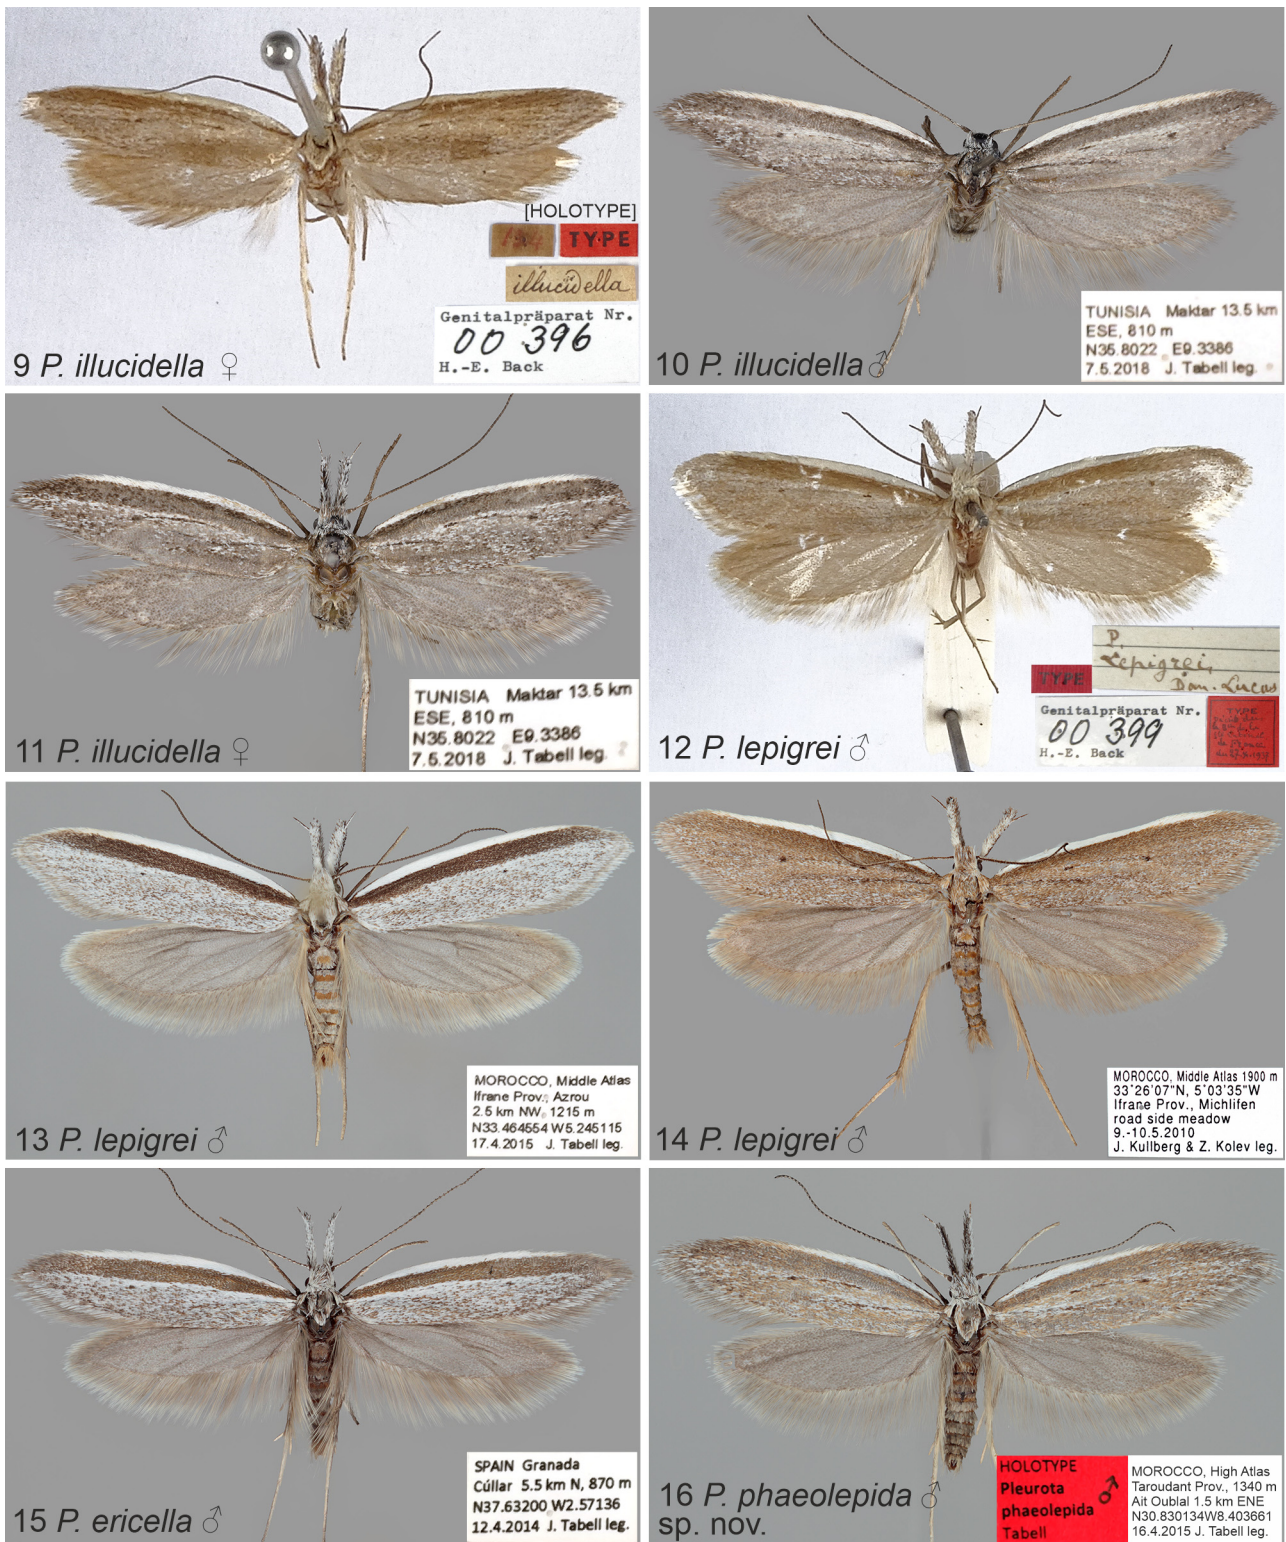 [HOLOTYPE]
TYPE
illucidella
Genitalpräparat Nr.
00 396
H.-E. Back
9 P. illucidella ♀
TUNISIA Maktar 13.5 km
ESE, 810 m
N35.8022 E9.3386
7.5.2018 J. Tabell leg.
10 P. illucidella ♂
TUNISIA Maktar 13.5 km
ESE, 810 m
N35.8022 E9.3386
7.5.2018 J. Tabell leg.
11 P. illucidella ♀
P.
Lepigrei,
Dom. Lucas
TYPE
Genitalpräparat Nr.
00 399
H.-E. Back
TYPE
12 P. lepigrei ♂
MOROCCO, Middle Atlas
Ifrane Prov., Azrou
2.5 km NW, 1215 m
N33.464554 W5.245115
17.4.2015 J. Tabell leg.
13 P. lepigrei ♂
MOROCCO, Middle Atlas 1900 m
33°26'07"N, 5°03'35"W
Ifrane Prov., Michlifen
road side meadow
9.-10.5.2010
J. Kullberg & Z. Kolev leg.
14 P. lepigrei ♂
SPAIN Granada
Cúllar 5.5 km N, 870 m
N37.63200 W2.57136
12.4.2014 J. Tabell leg.
15 P. ericella ♂
HOLOTYPE
Pleurota ♂
phaeolepida
Tabell
MOROCCO, High Atlas
Taroudant Prov., 1340 m
Ait Oublal 1.5 km ENE
N30.830134W8.403661
16.4.2015 J. Tabell leg.
16 P. phaeolepida ♂
sp. nov.